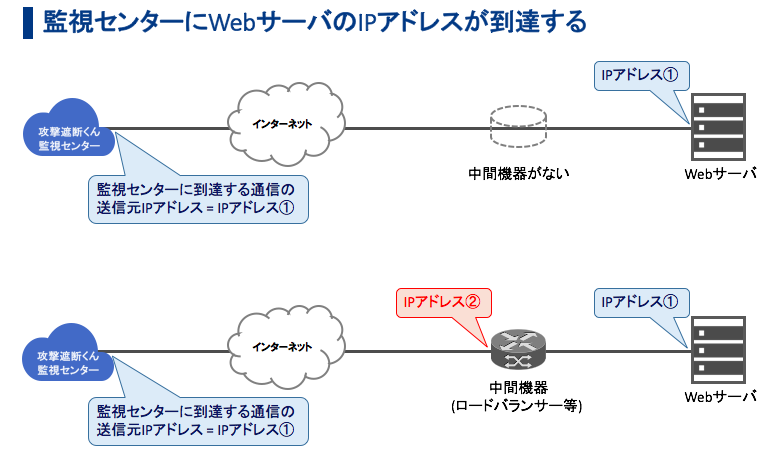 監視センターにWebサーバのIPアドレスが到達する
IPアドレス①
インターネット
攻撃遮断くん
監視センター
中間機器がない
Webサーバ
監視センターに到達する通信の
送信元IPアドレス = IPアドレス①
IPアドレス②
IPアドレス①
インターネット
攻撃遮断くん
監視センター
中間機器
(ロードバランサー等)
Webサーバ
監視センターに到達する通信の
送信元IPアドレス = IPアドレス①